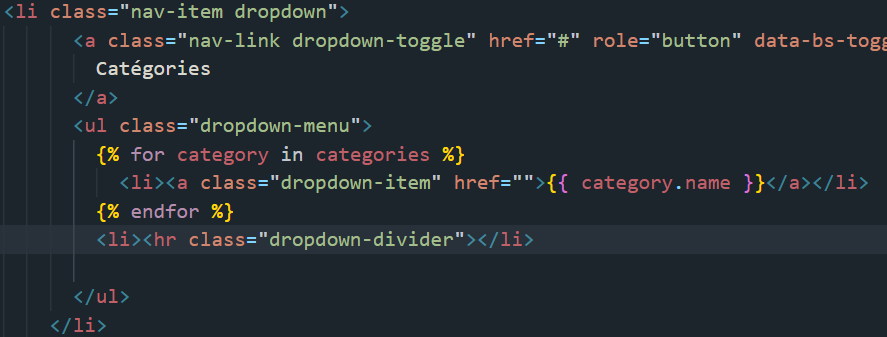 <li class="nav-item dropdown">
<a class="nav-link dropdown-toggle" href="#" role="button" data-bs-togg
Catégories
</a>
<ul class="dropdown-menu">
{% for category in categories %}
<li><a class="dropdown-item" href="">{{ category.name }}</a></li>
{% endfor %}
<li><hr class="dropdown-divider"></li>
</ul>
</li>